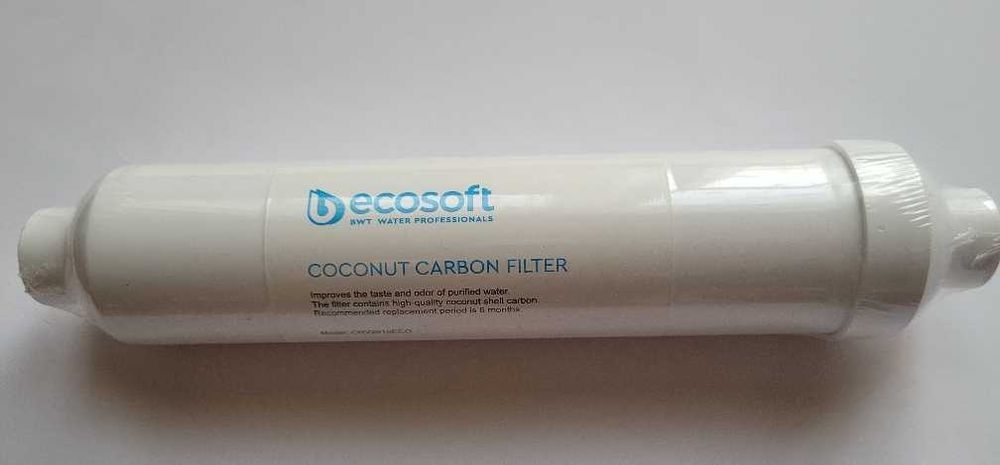 ecosoft
BWT WATER PROFESSIONALS
COCONUT CARBON FILTER
Improves the taste and odor of purified water.
The filter contains high quality coconut shell carbon.
Recommended replacement period is 6 months.
Model: